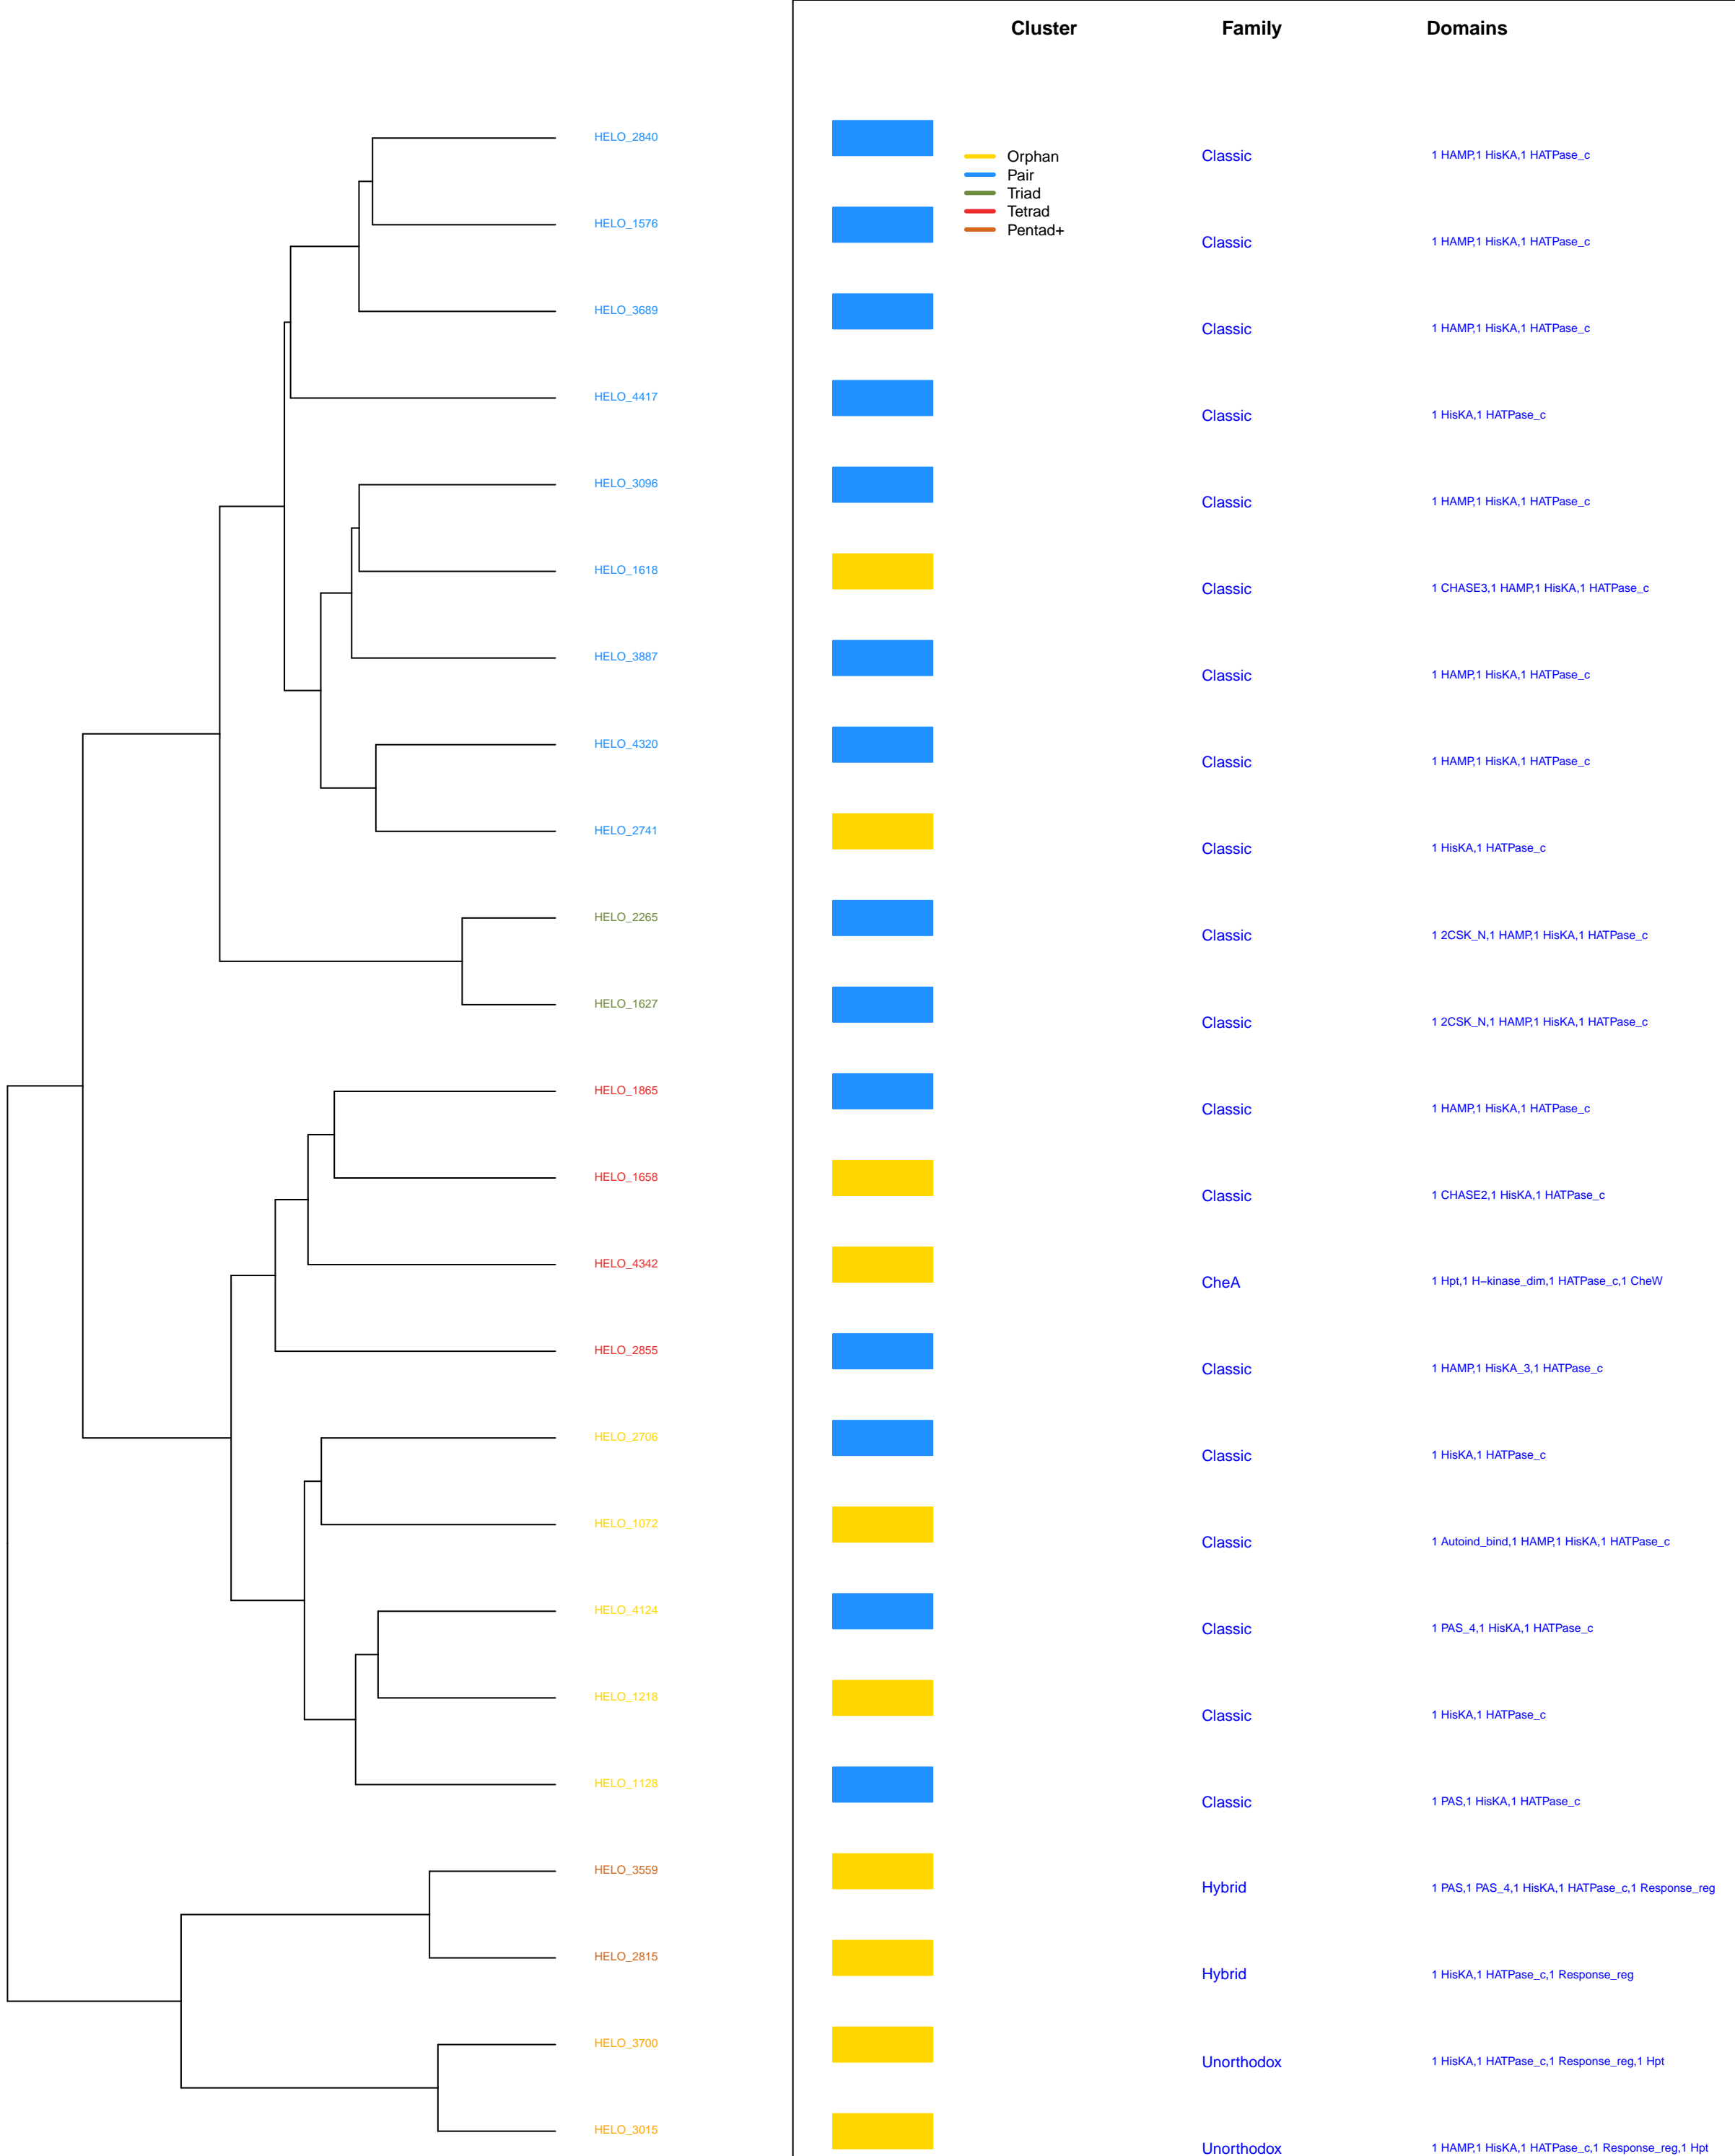 Cluster Family Domains
HELO_2840
Orphan
Classic 1 HAMP,1 HisKA,1 HATPase_c
Pair
Triad
Tetrad
HELO_1576
Pentad+
Classic 1 HAMP,1 HisKA,1 HATPase_c
HELO_3689
Classic 1 HAMP,1 HisKA,1 HATPase_c
HELO_4417
Classic 1 HisKA,1 HATPase_c
HELO_3096
Classic 1 HAMP,1 HisKA,1 HATPase_c
HELO_1618
Classic 1 CHASE3,1 HAMP,1 HisKA,1 HATPase_c
HELO_3887
Classic 1 HAMP,1 HisKA,1 HATPase_c
HELO_4320
Classic 1 HAMP,1 HisKA,1 HATPase_c
HELO_2741
Classic 1 HisKA,1 HATPase_c
HELO_2265
Classic 1 2CSK_N,1 HAMP,1 HisKA,1 HATPase_c
HELO_1627
Classic 1 2CSK_N,1 HAMP,1 HisKA,1 HATPase_c
HELO_1865
Classic 1 HAMP,1 HisKA,1 HATPase_c
HELO_1658
Classic 1 CHASE2,1 HisKA,1 HATPase_c
HELO_4342
CheA 1 Hpt,1 H−kinase_dim,1 HATPase_c,1 CheW
HELO_2855
Classic 1 HAMP,1 HisKA_3,1 HATPase_c
HELO_2706
Classic 1 HisKA,1 HATPase_c
HELO_1072
Classic 1 Autoind_bind,1 HAMP,1 HisKA,1 HATPase_c
HELO_4124
Classic 1 PAS_4,1 HisKA,1 HATPase_c
HELO_1218
Classic 1 HisKA,1 HATPase_c
HELO_1128
Classic 1 PAS,1 HisKA,1 HATPase_c
HELO_3559
Hybrid 1 PAS,1 PAS_4,1 HisKA,1 HATPase_c,1 Response_reg
HELO_2815
Hybrid 1 HisKA,1 HATPase_c,1 Response_reg
HELO_3700
Unorthodox 1 HisKA,1 HATPase_c,1 Response_reg,1 Hpt
HELO_3015
Unorthodox 1 HAMP,1 HisKA,1 HATPase_c,1 Response_reg,1 Hpt